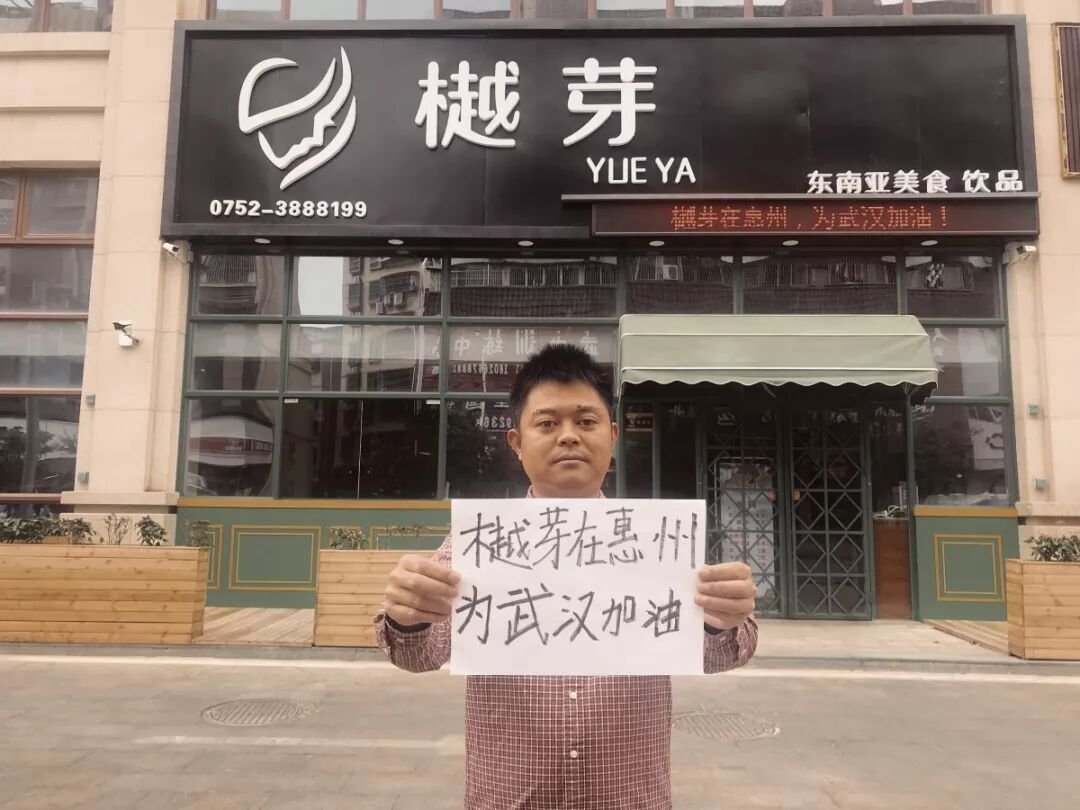 樾芽
YUE YA
0752-3888199
东南亚美食 饮品
樾芽在惠州，为武汉加油！
樾芽在惠州
为武汉加油